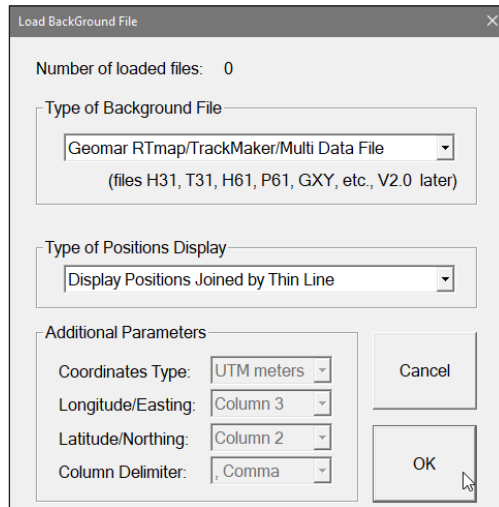 Load BackGround File
Number of loaded files: 0
Type of Background File
Geomar RTmap/TrackMaker/Multi Data File
(files H31, T31, H61, P61, GXY, etc., V2.0 later)
Type of Positions Display
Display Positions Joined by Thin Line
Additional Parameters
Coordinates Type: UTM meters
Longitude/Easting: Column 3
Latitude/Northing: Column 2
Column Delimiter: , Comma
Cancel
OK